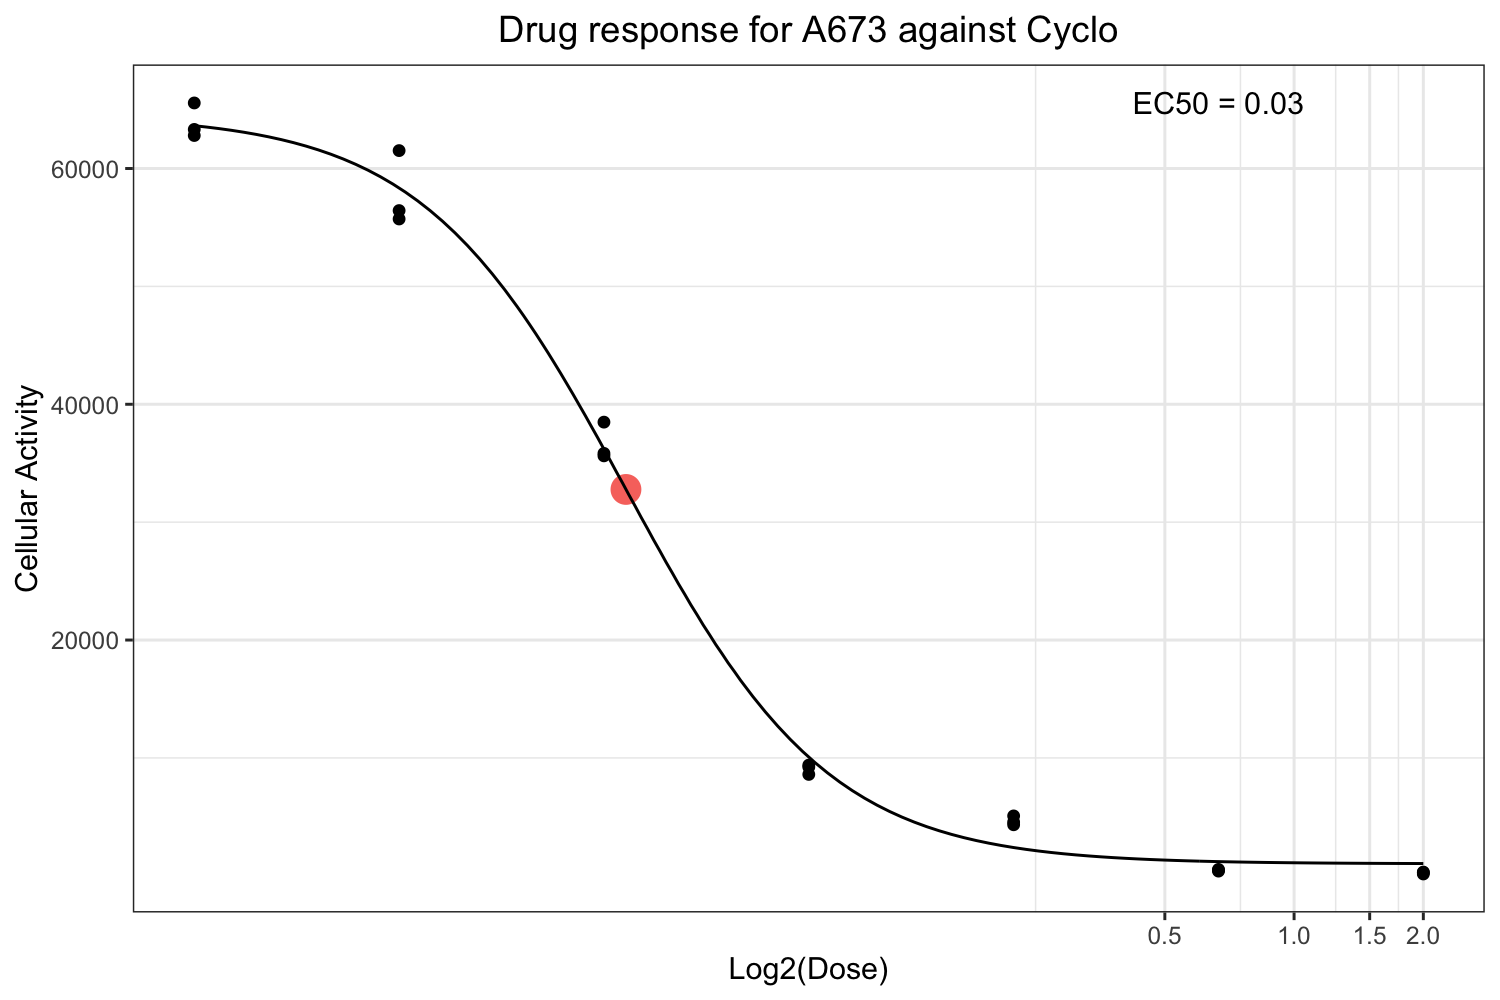 Drug response for A673 against Cyclo
EC50 = 0.03
60000
40000
20000
Cellular Activity
0.5 1.0 1.5 2.0
Log2(Dose)